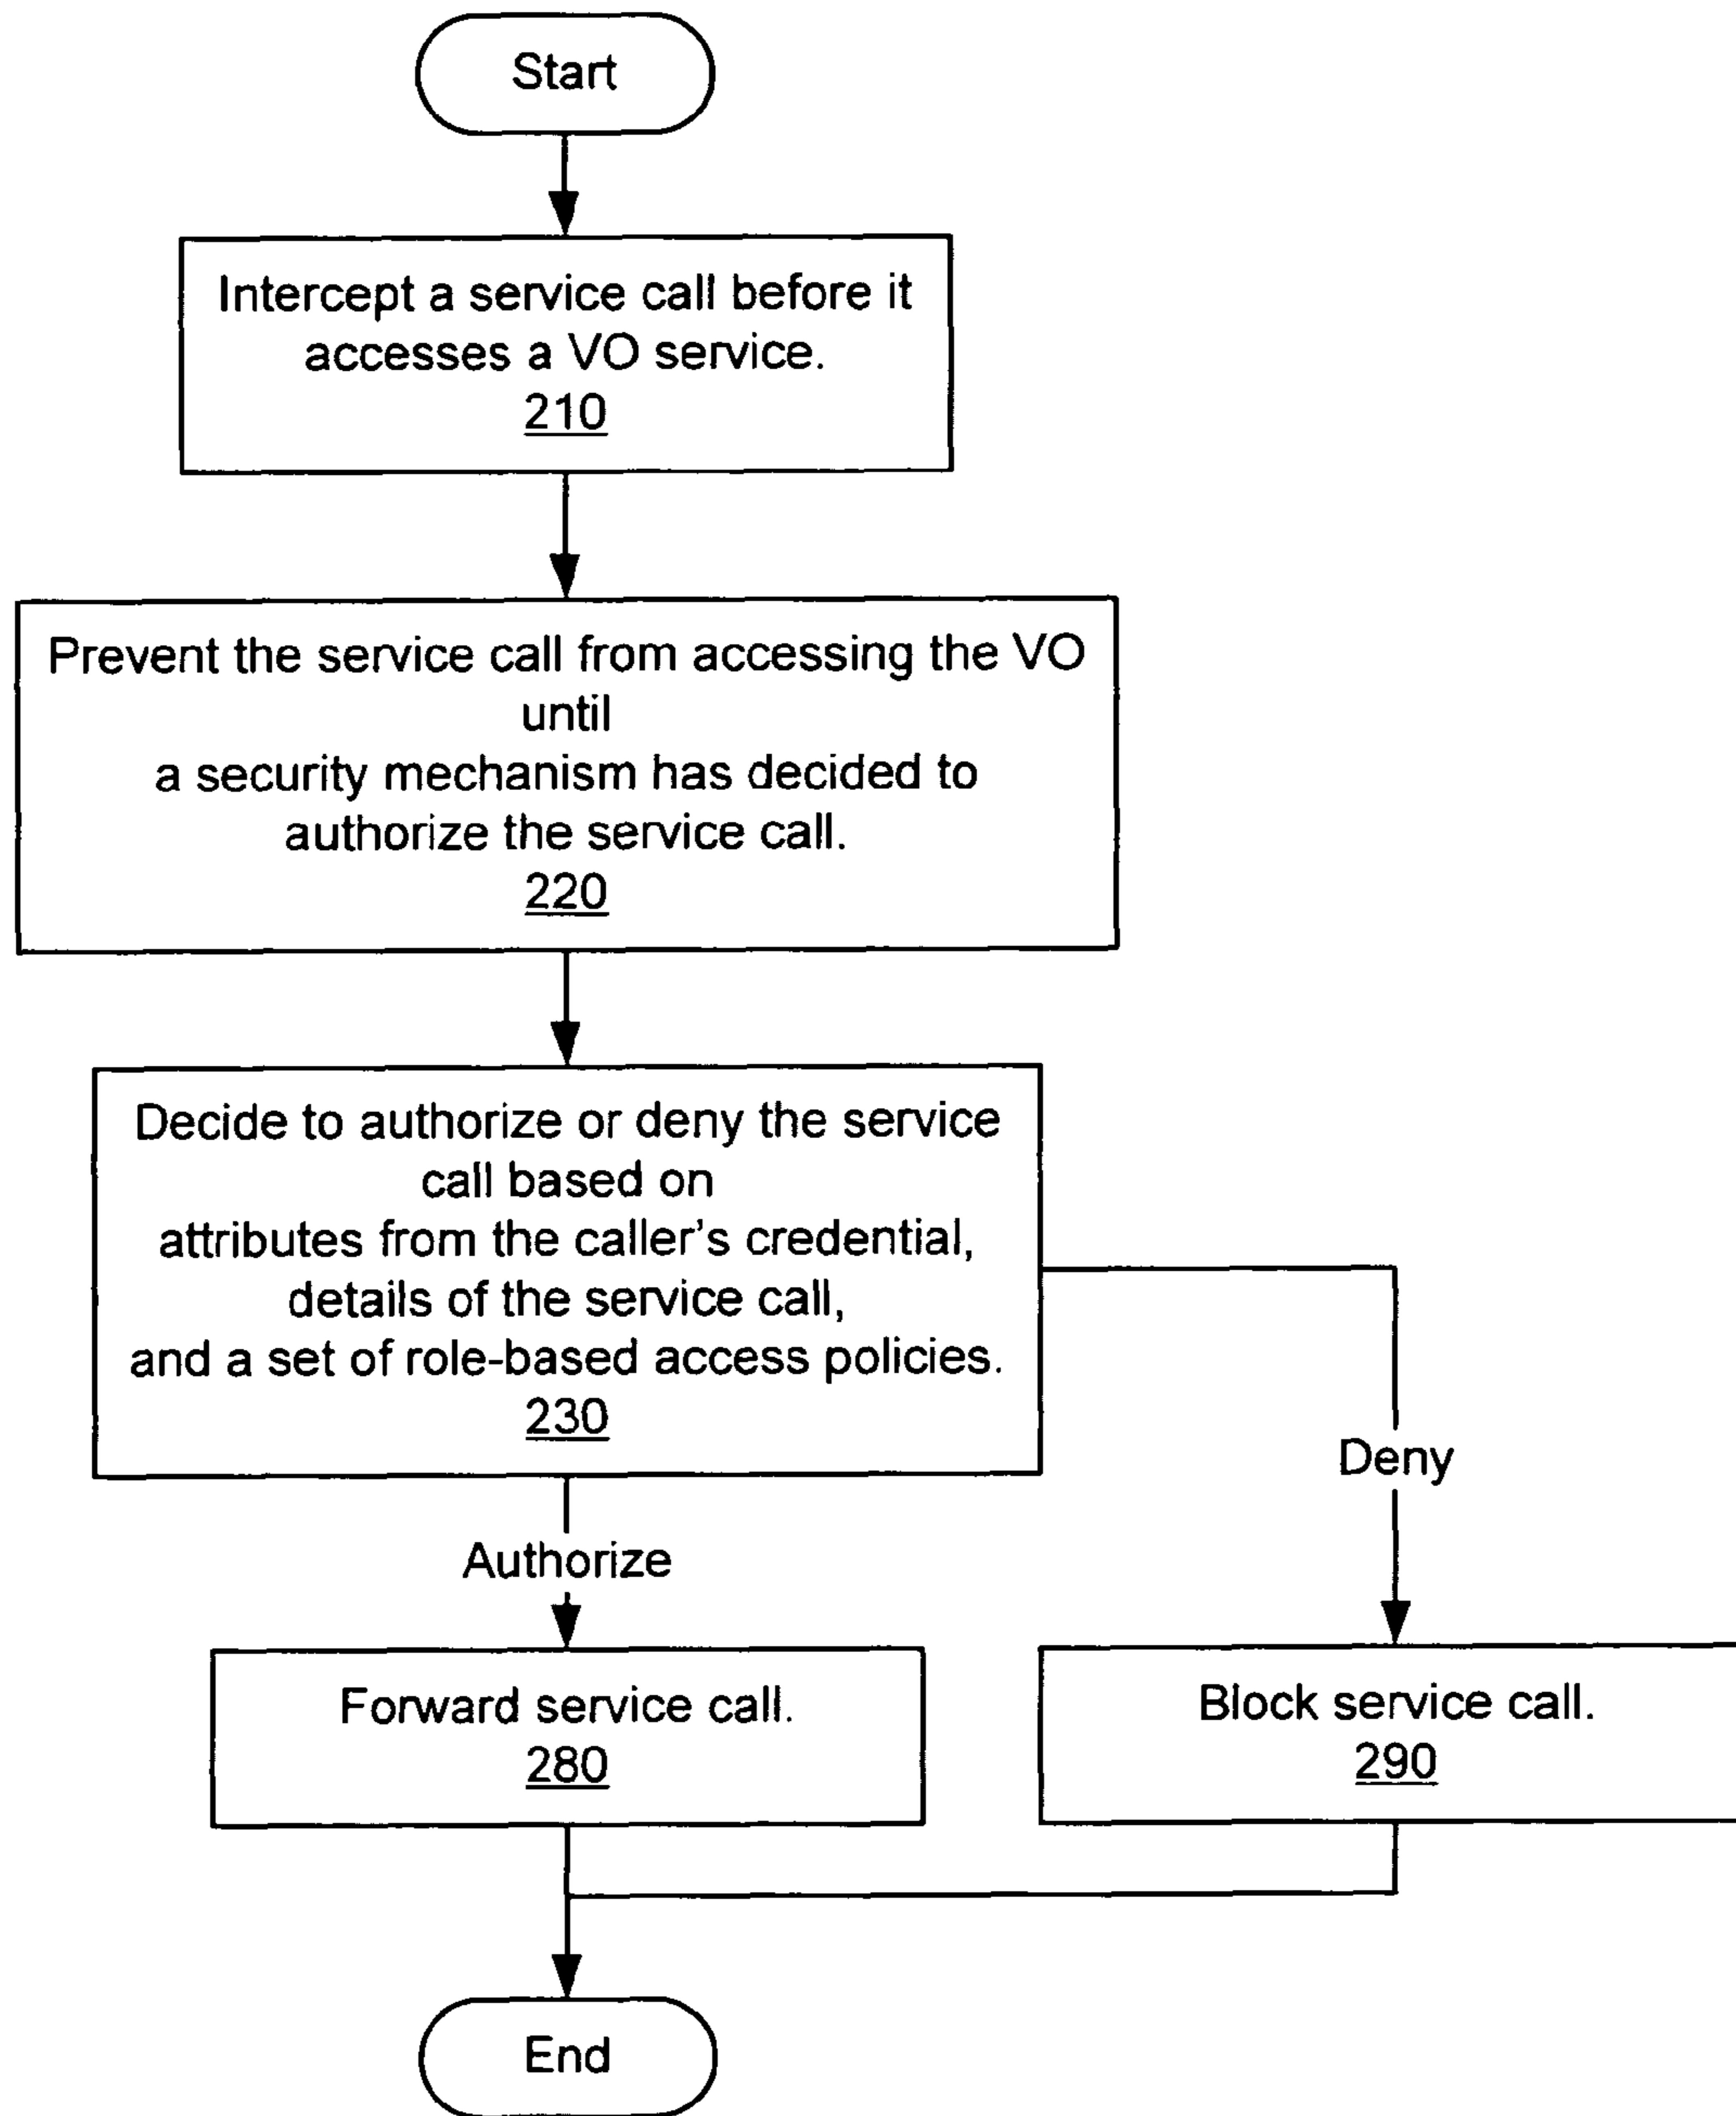 Start
Intercept a service call before it
accesses a VO service.
210
Prevent the service call from accessing the VO
until
a security mechanism has decided to
authorize the service call.
220
Decide to authorize or deny the service
call based on
attributes from the caller's credential,
details of the service call,
and a set of role-based access policies.
230
Deny
Authorize
Forward service call.
280
Block service call.
290
End